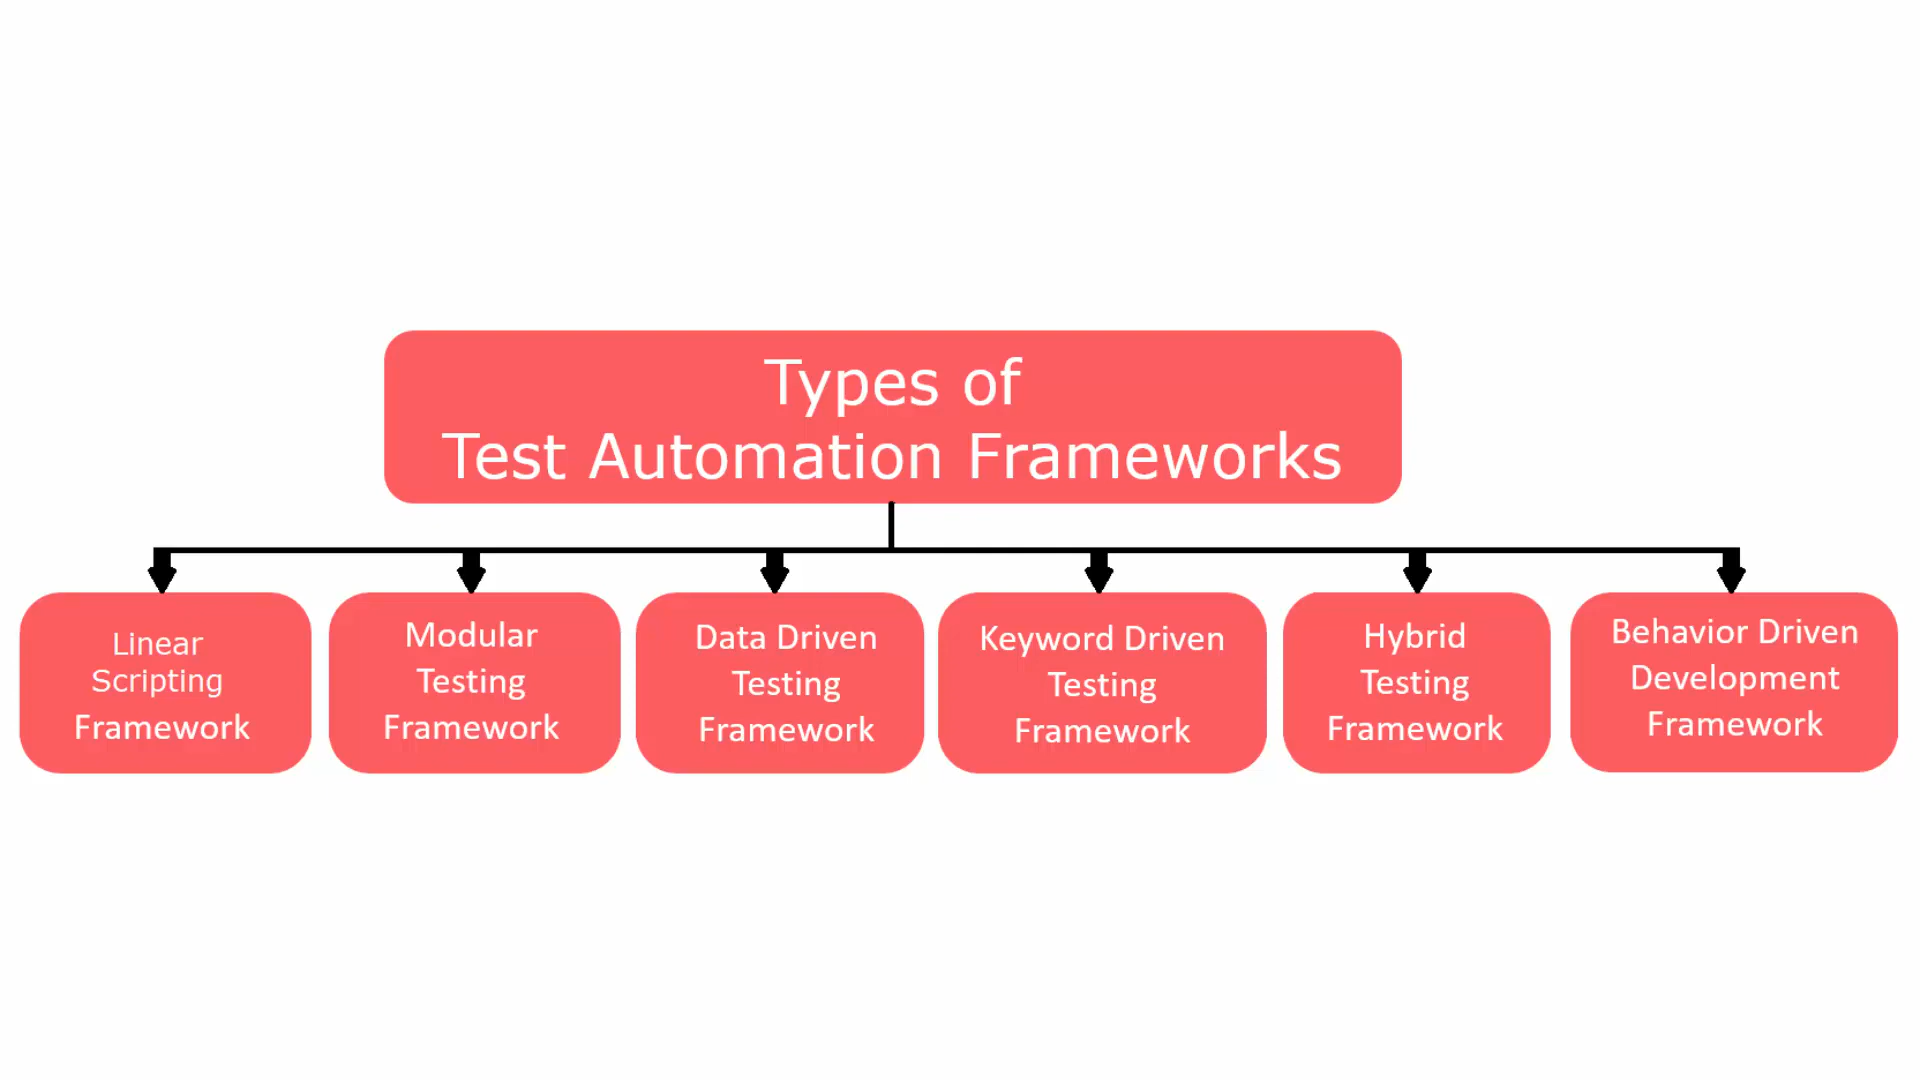 Types of
Test Automation Frameworks
Linear
Scripting
Framework
Modular
Testing
Framework
Data Driven
Testing
Framework
Keyword Driven
Testing
Framework
Hybrid
Testing
Framework
Behavior Driven
Development
Framework